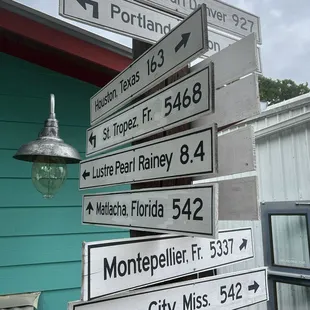 Denver 927
Portland
Houston, Texas 163
St. Tropez, Fr. 5468
Lustre Pearl Rainey 8.4
Matlacha, Florida 542
Montepellier, Fr. 5337
City, Miss. 542